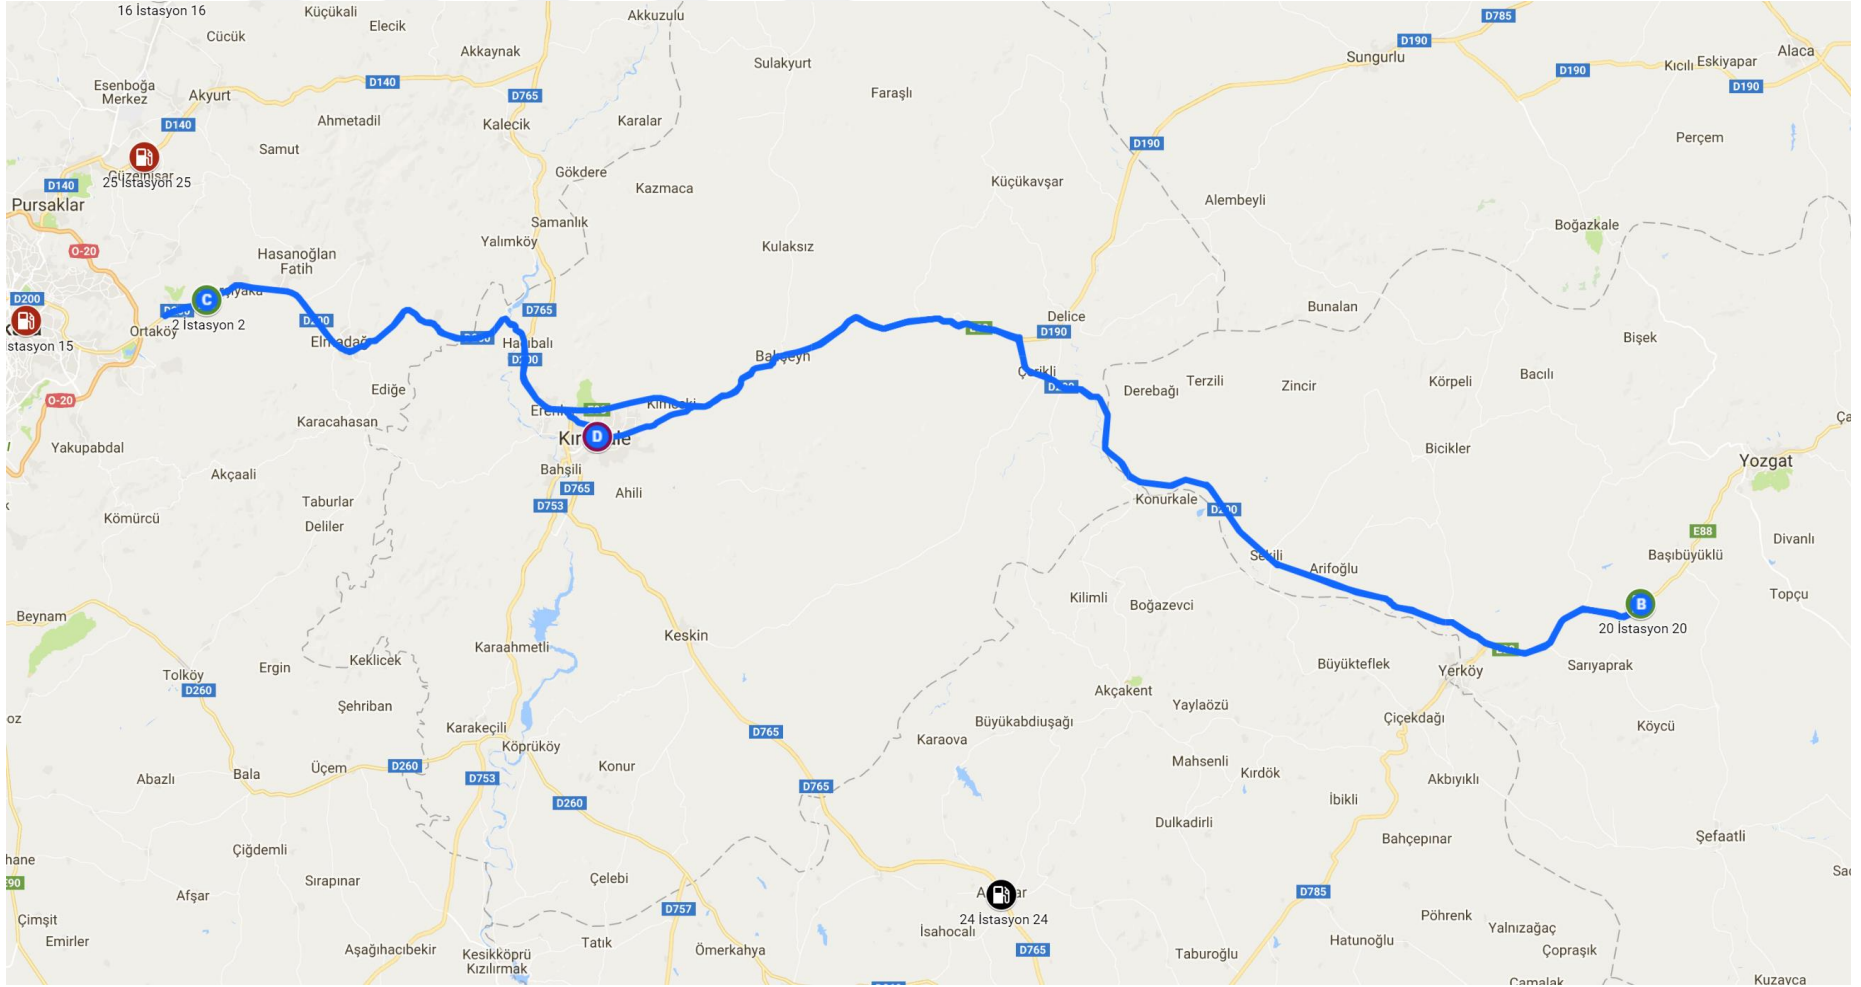 16 İstasyon 16
Küçükali
Elecik
Akkuzulu
D785
Cücük
Akkaynak
Sulakyurt
D190
Sungurlu
Alaca
Kıcılı
Eskiyapar
D190
D190
Esenboğa
Merkez
Akyurt
D140
D765
Faraşlı
D140
Ahmetadil
Kalecik
Karalar
D190
Perçem
Samut
25 İstasyon 25
D140
Gökdere
Kazmaca
Küçükavşar
Pursaklar
Alembeyli
Samanlık
Yalımköy
Kulaksız
Boğazkale
O-20
Hasanoğlan
Fatih
D200
C
2 İstasyon 2
D765
Bunalan
Delice
D190
Ortaköy
D200
stasyon 15
Bişek
D200
Ediğe
Derebağı
Terzili
Zincir
Körpeli
Bacılı
O-20
Karacahasan
D
Bahşili
D765
D753
Ahili
Yakupabdal
Akçaali
Bicikler
Yozgat
Taburlar
Deliler
Kömürcü
Konurkale
D200
E88
Divanlı
Başıbüyüklü
Sekili
Arifoğlu
Topçu
B
20 İstasyon 20
Kilimli
Boğazevci
Beynam
Keskin
Karaahmetli
Keklicek
Ergin
Tolköy
D260
Büyükteflek
Yerköy
Sarıyaprak
Akçakent
Yaylaözü
Şehriban
Karakeçili
Köprüköy
D765
Büyükabdiuşağı
Karaova
Çiçekdağı
Köycü
oz
Abazlı
Bala
Üçem
D260
D753
Konur
D765
Mahsenli
Kırdök
Akbıyıklı
D260
İbikli
Dulkadirli
Bahçepınar
Şefaatli
Çiğdemli
hane
Sırapınar
Çelebi
Afşar
24 İstasyon 24
D785
D757
Çimşit
Emirler
Pöhrenk
Yalnızağaç
İsahocalı
Aşağıhacıbekir
Kesikköprü
Kızılırmak
Tatık
Ömerkahya
D765
Taburoğlu
Hatunoğlu
Çopraşık
Çamalak
Kuzayca